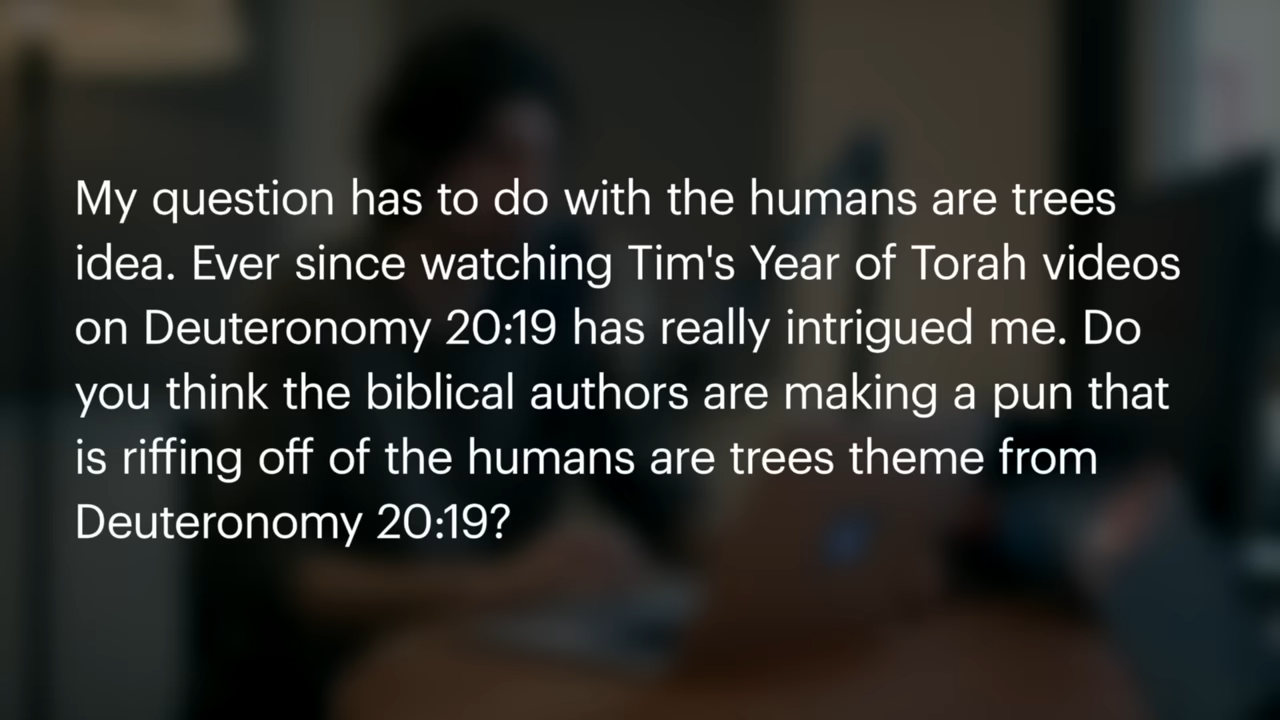 My question has to do with the humans are trees
idea. Ever since watching Tim's Year of Torah videos
on Deuteronomy 20:19 has really intrigued me. Do
you think the biblical authors are making a pun that
is riffing off of the humans are trees theme from
Deuteronomy 20:19?